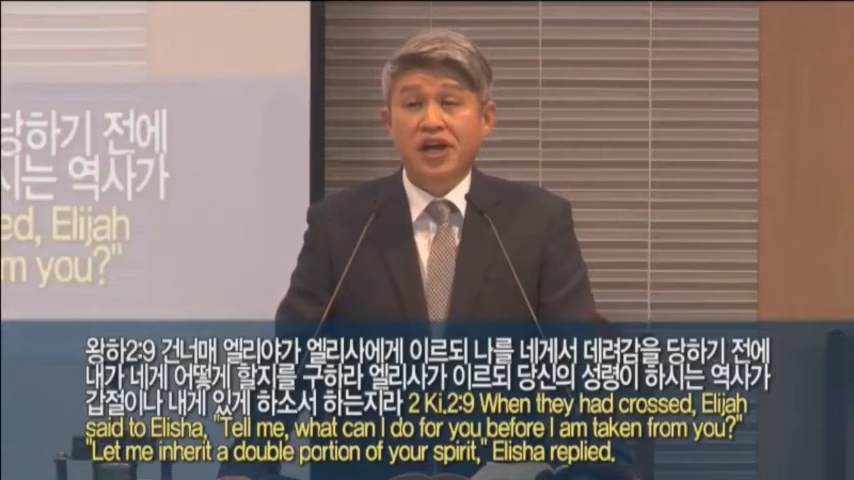 당하기 전에
시는 역사가
ed, Elijah
m you?"
왕하2:9 건너매 엘리야가 엘리사에게 이르되 나를 네게서 데려감을 당하기 전에
내가 네게 어떻게 할지를 구하라 엘리사가 이르되 당신의 성령이 하시는 역사가
갑절이나 내게 있게 하소서 하는지라 2 Ki.2:9 When they had crossed, Elijah
said to Elisha, "Tell me, what can I do for you before I am taken from you?"
"Let me inherit a double portion of your spirit," Elisha replied.